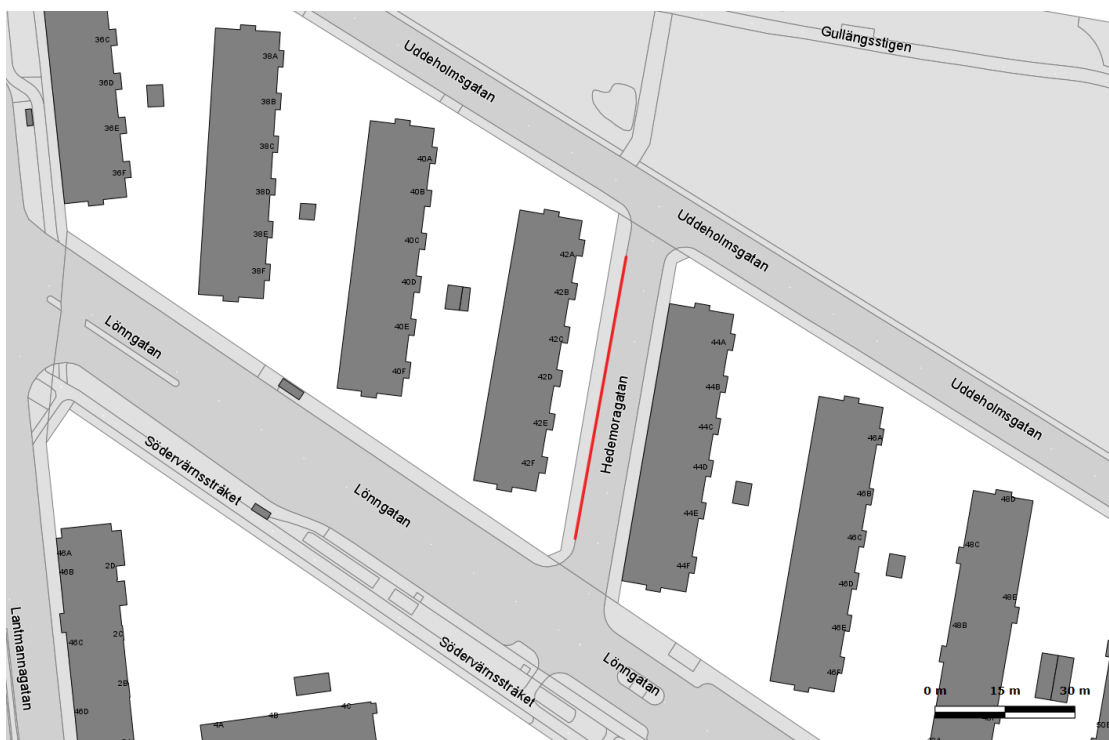 Gullängsstigen
Uddeholmsgatan
36C
38A
36D
38B
36E
38C
40A
36F
38D
40B
Uddeholmsgatan
38E
40C
42A
38F
40D
42B
Lönngatan
40E
42C
44A
40F
42D
44B
Uddeholmsgatan
Hedemoragatan
42E
44C
46A
Södervärnsstråket
42F
44D
46B
48D
Lönngatan
44E
46C
48C
46A
46B
2D
44F
46D
48E
Lantmannagatan
46C
2C
46E
48B
Södervärnsstråket
Lönngatan
46F
2B
46D
4A
4B
4C
0 m
15 m
30 m